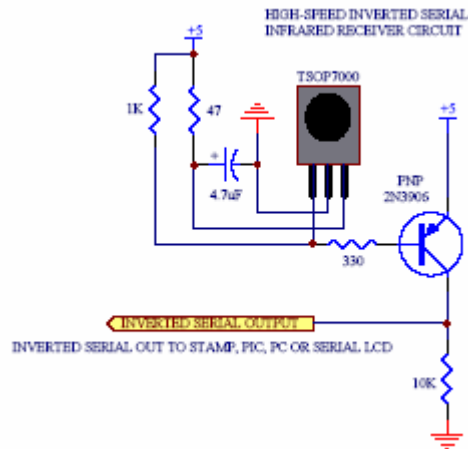 HIGH-SPEED INVERTED SERIAL
INFRARED RECEIVER CIRCUIT
+5
TSOP7000
1K
47
+5
+
4.7uF
PNP
2N3906
330
INVERTED SERIAL OUTPUT
INVERTED SERIAL OUT TO STAMP, PIC, PC OR SERIAL LCD
10K